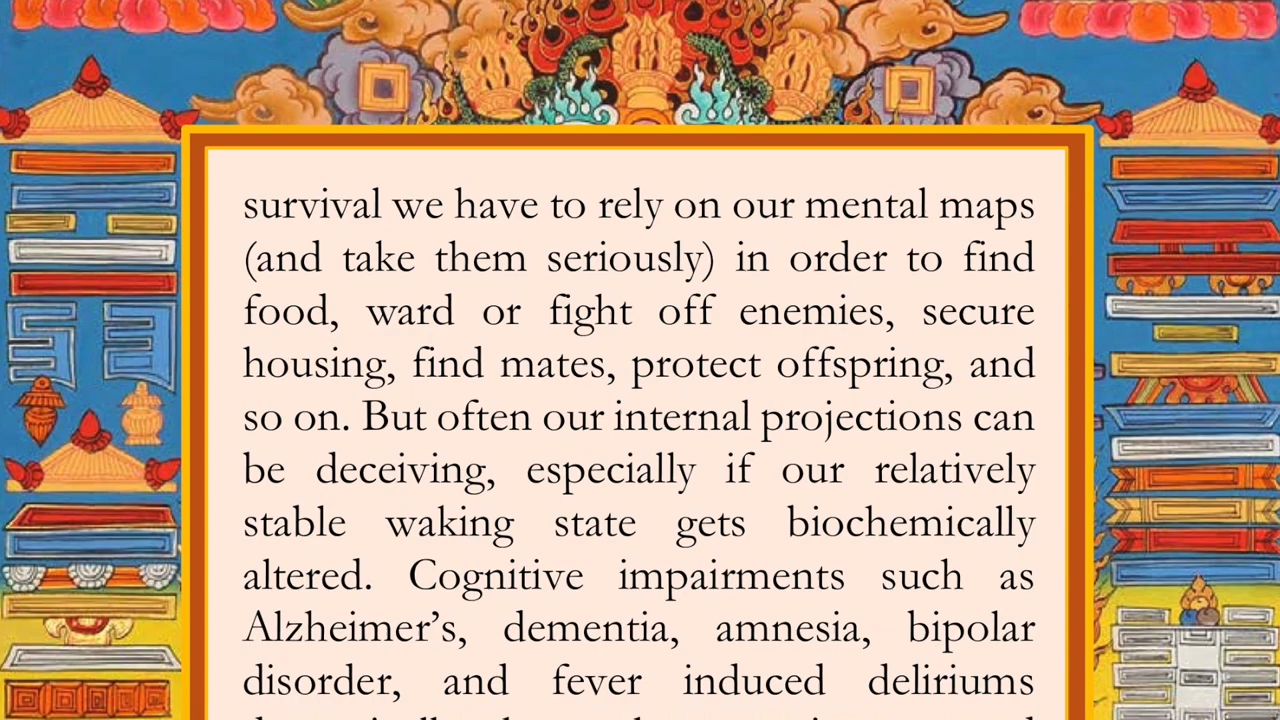 survival we have to rely on our mental maps
(and take them seriously) in order to find
food, ward or fight off enemies, secure
housing, find mates, protect offspring, and
so on. But often our internal projections can
be deceiving, especially if our relatively
stable waking state gets biochemically
altered. Cognitive impairments such as
Alzheimer’s, dementia, amnesia, bipolar
disorder, and fever induced deliriums